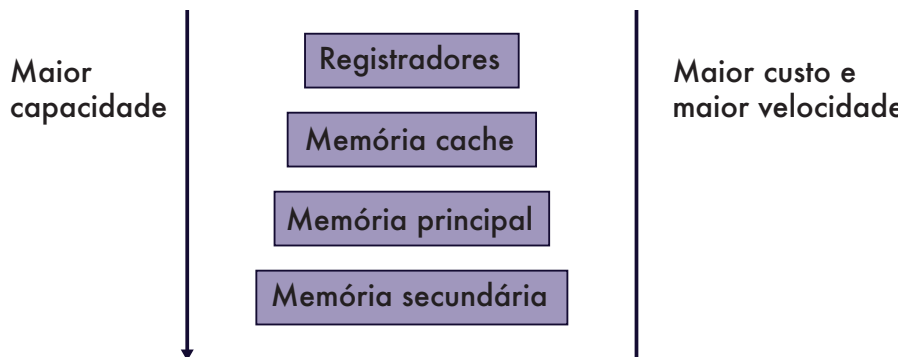 Maior
capacidade
Registradores
Memória cache
Memória principal
Memória secundária
Maior custo e
maior velocidade